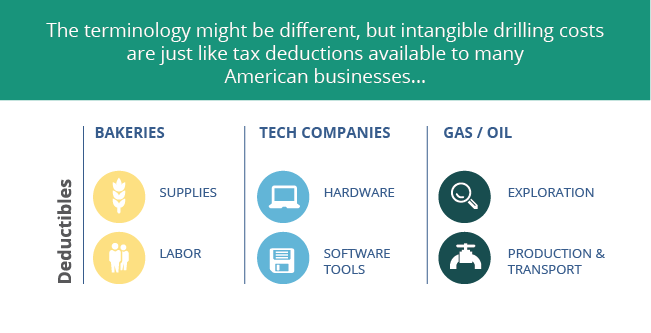 The terminology might be different, but intangible drilling costs
are just like tax deductions available to many
American businesses...
Deductibles
BAKERIES
SUPPLIES
LABOR
TECH COMPANIES
HARDWARE
SOFTWARE
TOOLS
GAS / OIL
EXPLORATION
PRODUCTION &
TRANSPORT